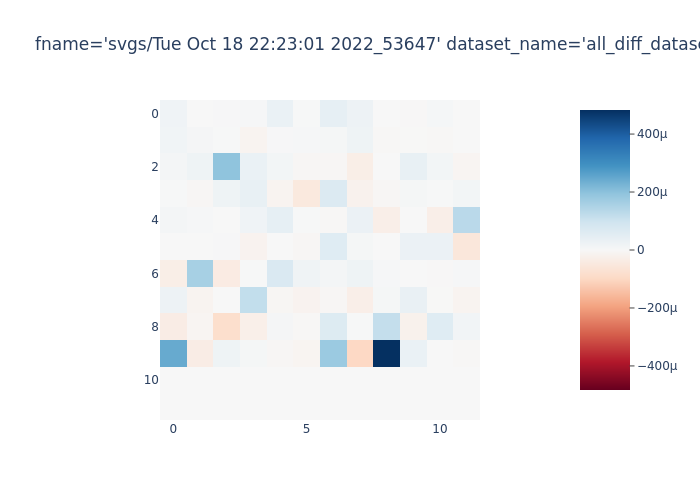 fname='svgs/Tue Oct 18 22:23:01 2022_53647' dataset_name='all_diff_datase
0
2
4
6
8
10
0
5
10
400μ
200μ
0
−200μ
−400μ